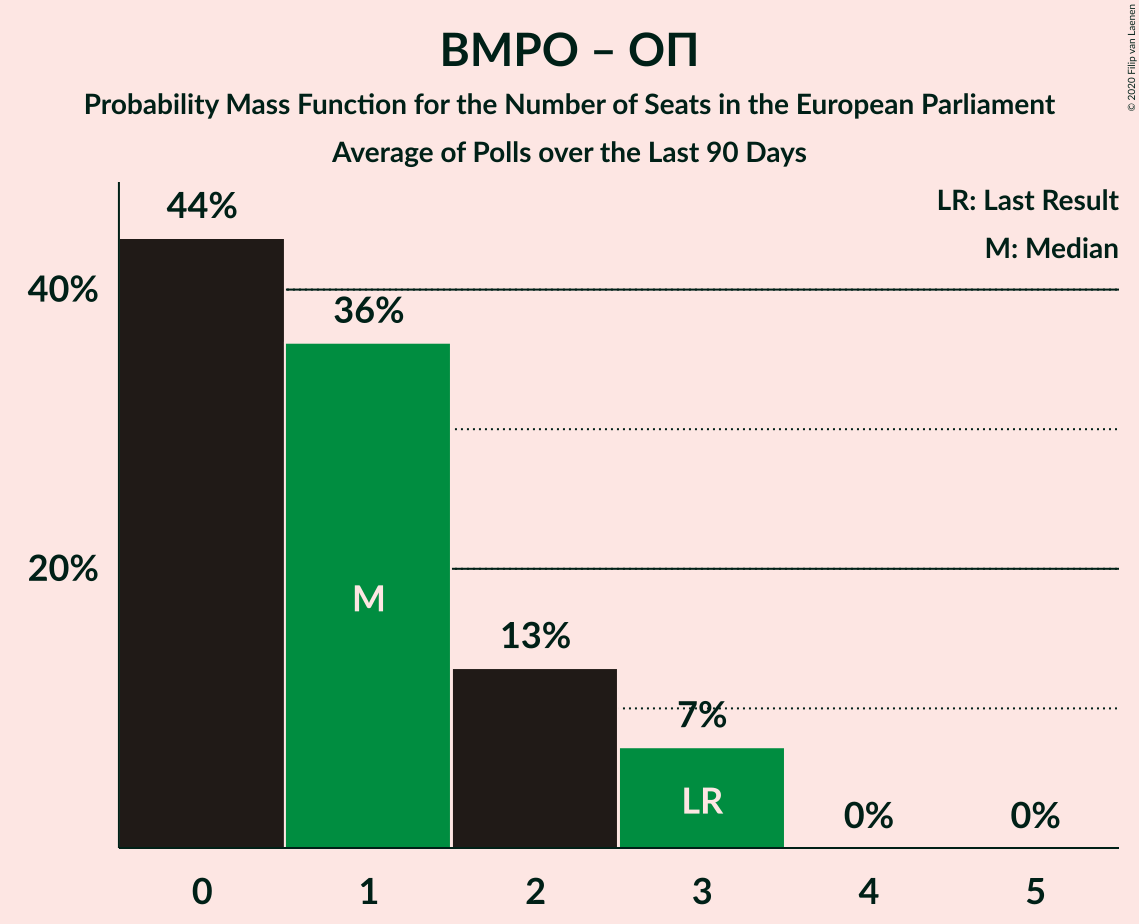 ВМРО – ОП
Probability Mass Function for the Number of Seats in the European Parliament
Average of Polls over the Last 90 Days
© 2020 Filip van Laenen
LR: Last Result
M: Median
44%
40%
36%
20%
M
13%
7%
LR
0%
0%
0
1
2
3
4
5